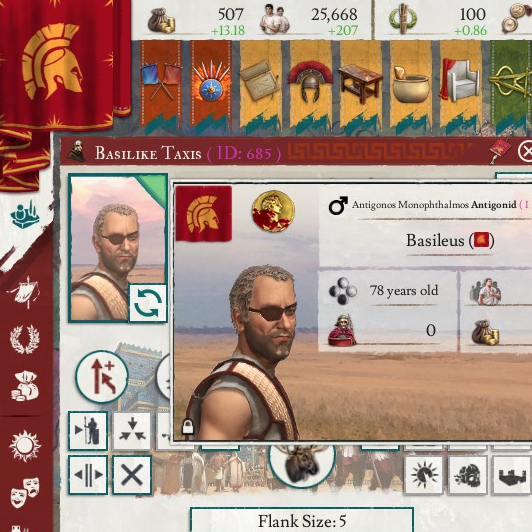 507 25,668 100
+13.18 +207 +0.86
Basilike Taxis ( ID: 685 )
Antigonos Monophthalmos Antigonid ( I
Basileus ( )
78 years old
0
Flank Size: 5